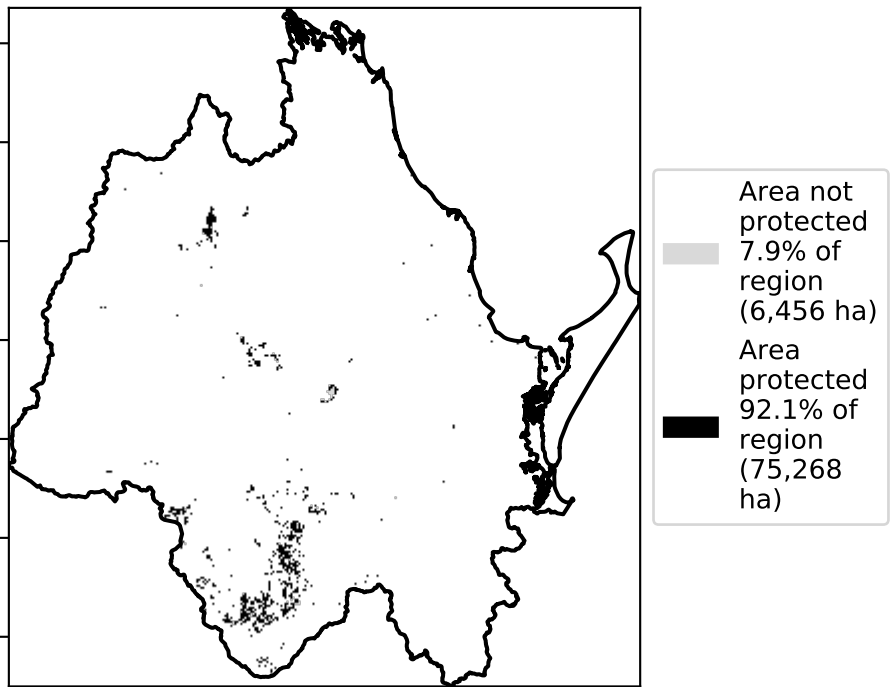 Area not
protected
7.9% of
region
(6,456 ha)
Area
protected
92.1% of
region
(75,268
ha)